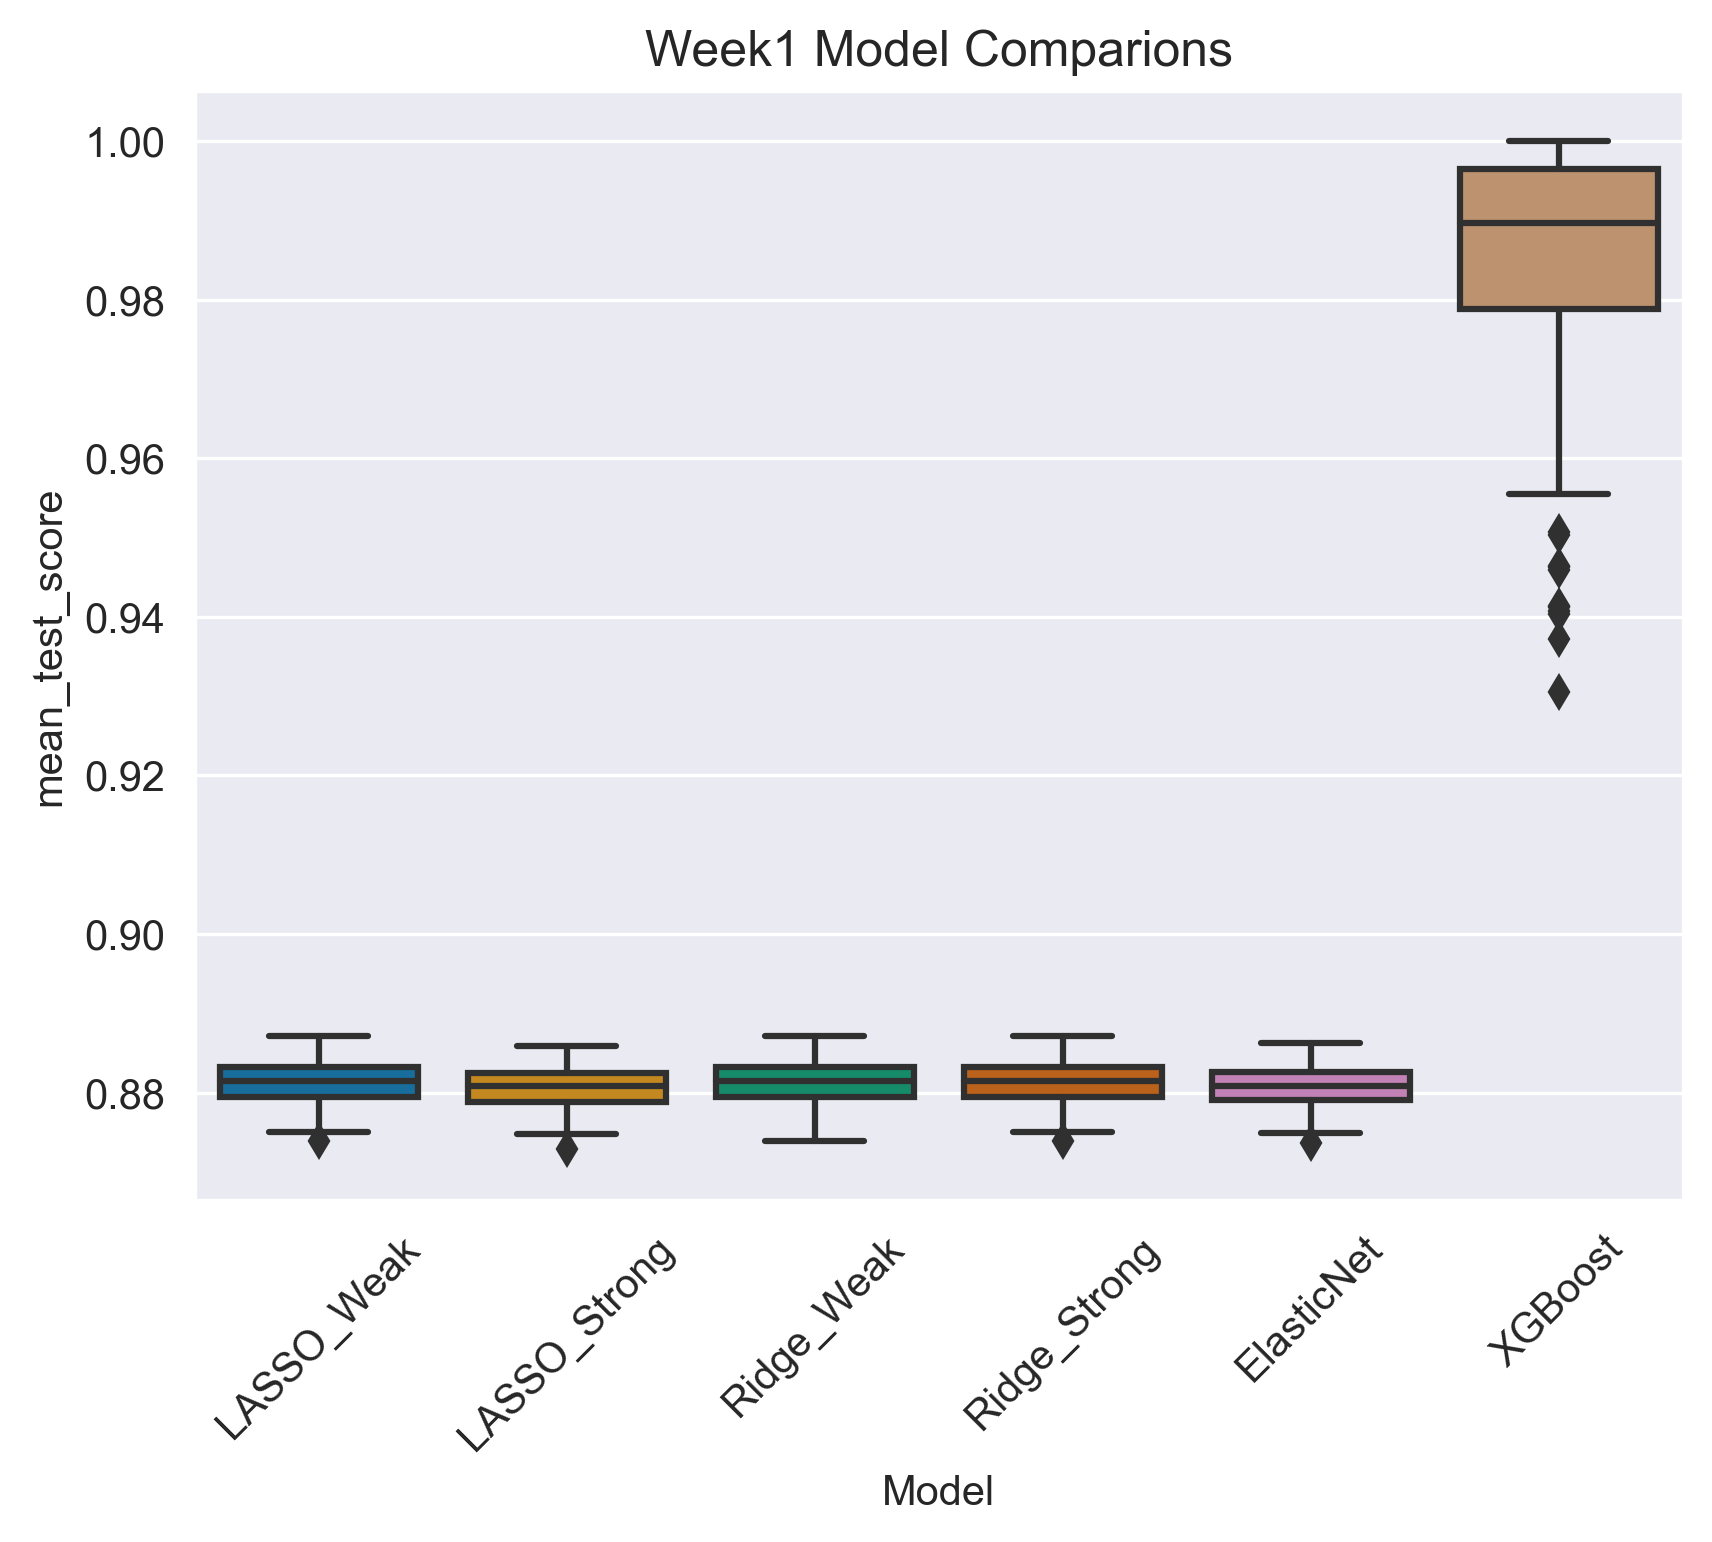 Week1 Model Comparions
1.00
0.98
0.96
0.94
0.92
0.90
0.88
mean_test_score
LASSO_Weak
LASSO_Strong
Ridge_Weak
Ridge_Strong
ElasticNet
XGBoost
Model